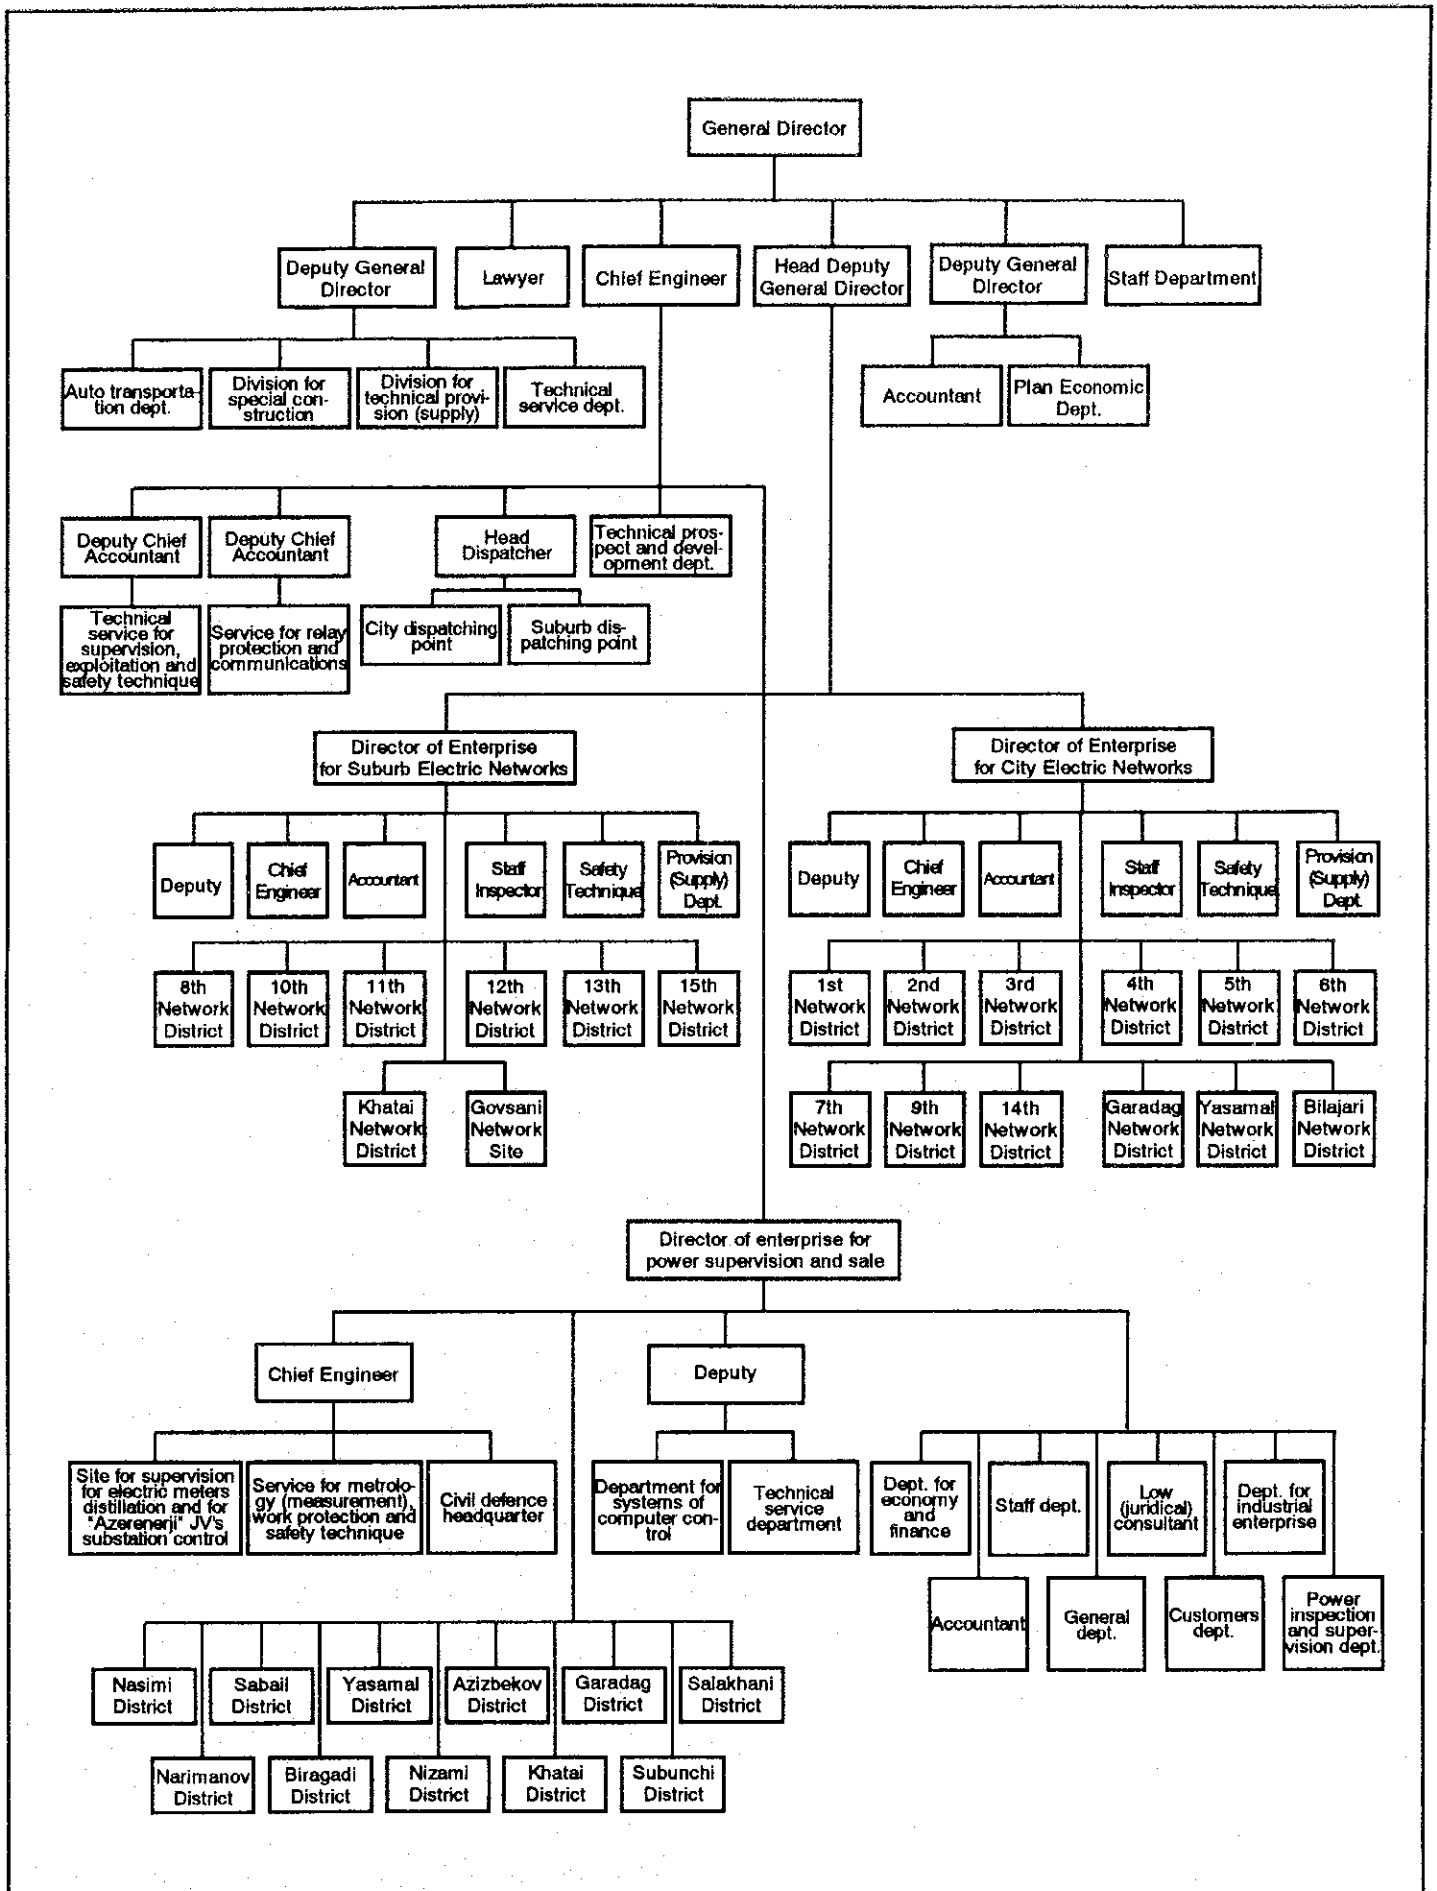 General Director
Deputy General
Director
Lawyer
Chief Engineer
Head Deputy
General Director
Deputy General
Director
Staff Department
Auto transporta-
tion dept.
Division for
special con-
struction
Division for
technical provi-
sion (supply)
Technical
service dept.
Accountant
Plan Economic
Dept.
Deputy Chief
Accountant
Deputy Chief
Accountant
Head
Dispatcher
Technical pros-
pect and devel-
opment dept.
Technical
service for
supervision,
exploitation and
safety technique
Service for relay
protection and
communications
City dispatching
point
Suburb dis-
patching point
Director of Enterprise
for Suburb Electric Networks
Director of Enterprise
for City Electric Networks
Deputy
Chief
Engineer
Accountant
Staff
Inspector
Safety
Technique
Provision
(Supply)
Dept.
Deputy
Chief
Engineer
Accountant
Staff
Inspector
Safety
Technique
Provision
(Supply)
Dept.
8th
Network
District
10th
Network
District
11th
Network
District
12th
Network
District
13th
Network
District
15th
Network
District
1st
Network
District
2nd
Network
District
3rd
Network
District
4th
Network
District
5th
Network
District
6th
Network
District
Khatai
Network
District
Govsani
Network
Site
7th
Network
District
9th
Network
District
14th
Network
District
Garadag
Network
District
Yasamal
Network
District
Bilajari
Network
District
Director of enterprise for
power supervision and sale
Chief Engineer
Deputy
Site for supervision
for electric meters
distillation and for
"Azerenerji" JV's
substation control
Service for metrolo-
gy (measurement),
work protection and
safety technique
Civil defence
headquarter
Department for
systems of
computer con-
trol
Technical
service
department
Dept. for
economy
and
finance
Staff dept.
Low
(juridical)
consultant
Dept. for
industrial
enterprise
Accountant
General
dept.
Customers
dept.
Power
inspection
and super-
vision dept.
Nasimi
District
Sabail
District
Yasamal
District
Azizbekov
District
Garadag
District
Salakhani
District
Narimanov
District
Biragadi
District
Nizami
District
Khatai
District
Subunchi
District